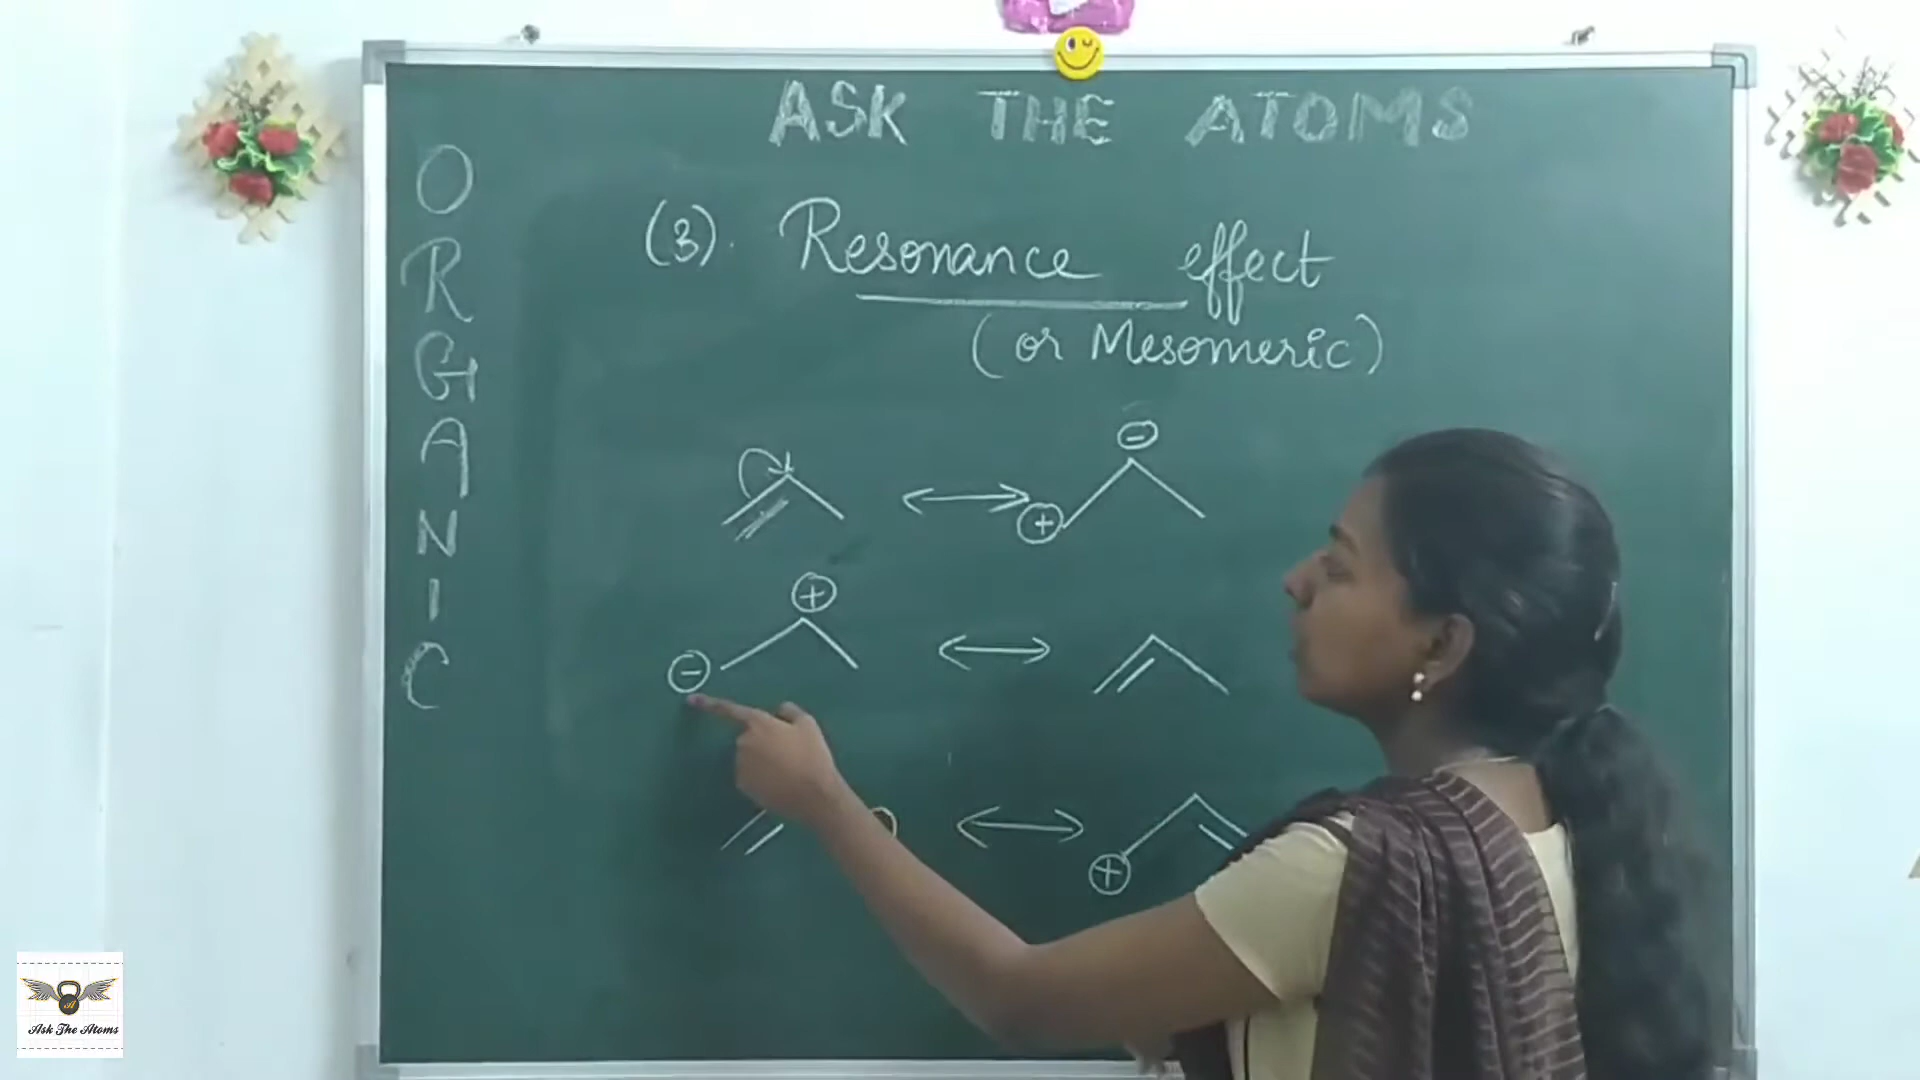 ASK THE ATOMS
ORGANIC
(3). Resonance effect
(or Mesomeric)
-
+
+
-
+
Ask The Atoms